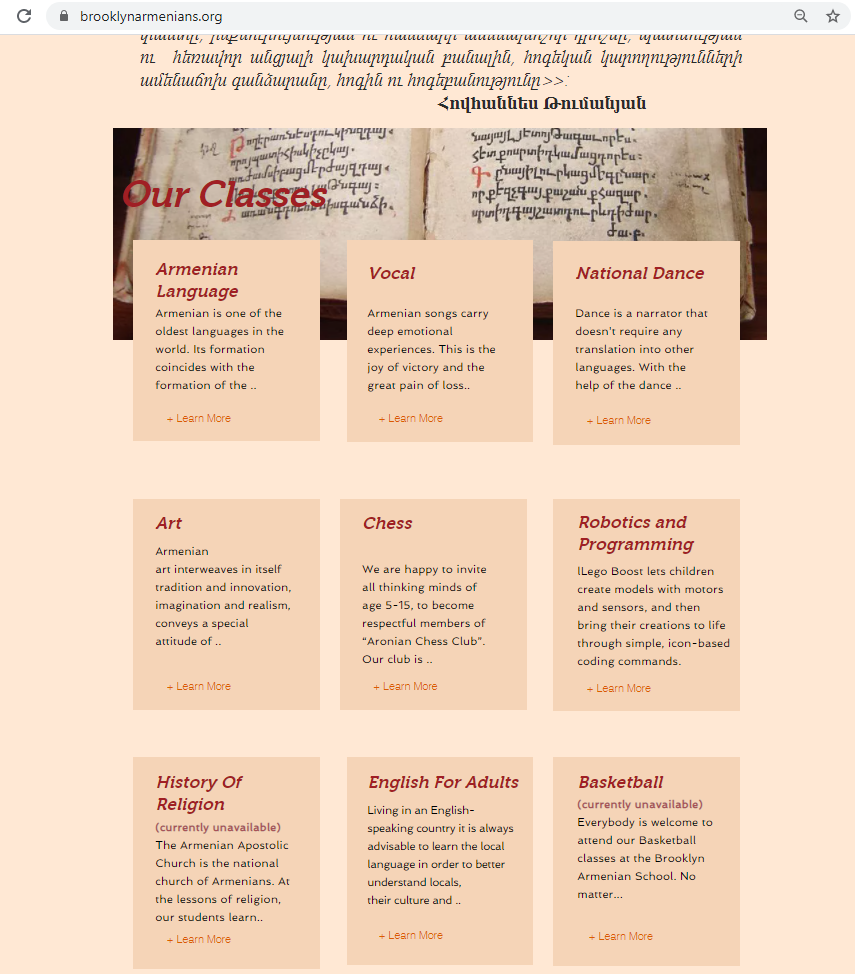 brooklynarmenians.org
ու հեռավոր անցյալի կախարդական բանալին, հոգեկան կարողությունների
ամենաճոխ գանձարանը, հոգին ու հոգեբանությունը>>:
Հովհաննես Թումանյան
Our Classes
Armenian
Language
Armenian is one of the
oldest languages in the
world. Its formation
coincides with the
formation of the ..
+ Learn More
Vocal
Armenian songs carry
deep emotional
experiences. This is the
joy of victory and the
great pain of loss..
+ Learn More
National Dance
Dance is a narrator that
doesn't require any
translation into other
languages. With the
help of the dance ..
+ Learn More
Art
Armenian
art interweaves in itself
tradition and innovation,
imagination and realism,
conveys a special
attitude of ..
+ Learn More
Chess
We are happy to invite
all thinking minds of
age 5-15, to become
respectful members of
“Aronian Chess Club”.
Our club is ..
+ Learn More
Robotics and
Programming
lLego Boost lets children
create models with motors
and sensors, and then
bring their creations to life
through simple, icon-based
coding commands.
+ Learn More
History Of
Religion
(currently unavailable)
The Armenian Apostolic
Church is the national
church of Armenians. At
the lessons of religion,
our students learn..
+ Learn More
English For Adults
Living in an English-
speaking country it is always
advisable to learn the local
language in order to better
understand locals,
their culture and ..
+ Learn More
Basketball
(currently unavailable)
Everybody is welcome to
attend our Basketball
classes at the Brooklyn
Armenian School. No
matter...
+ Learn More